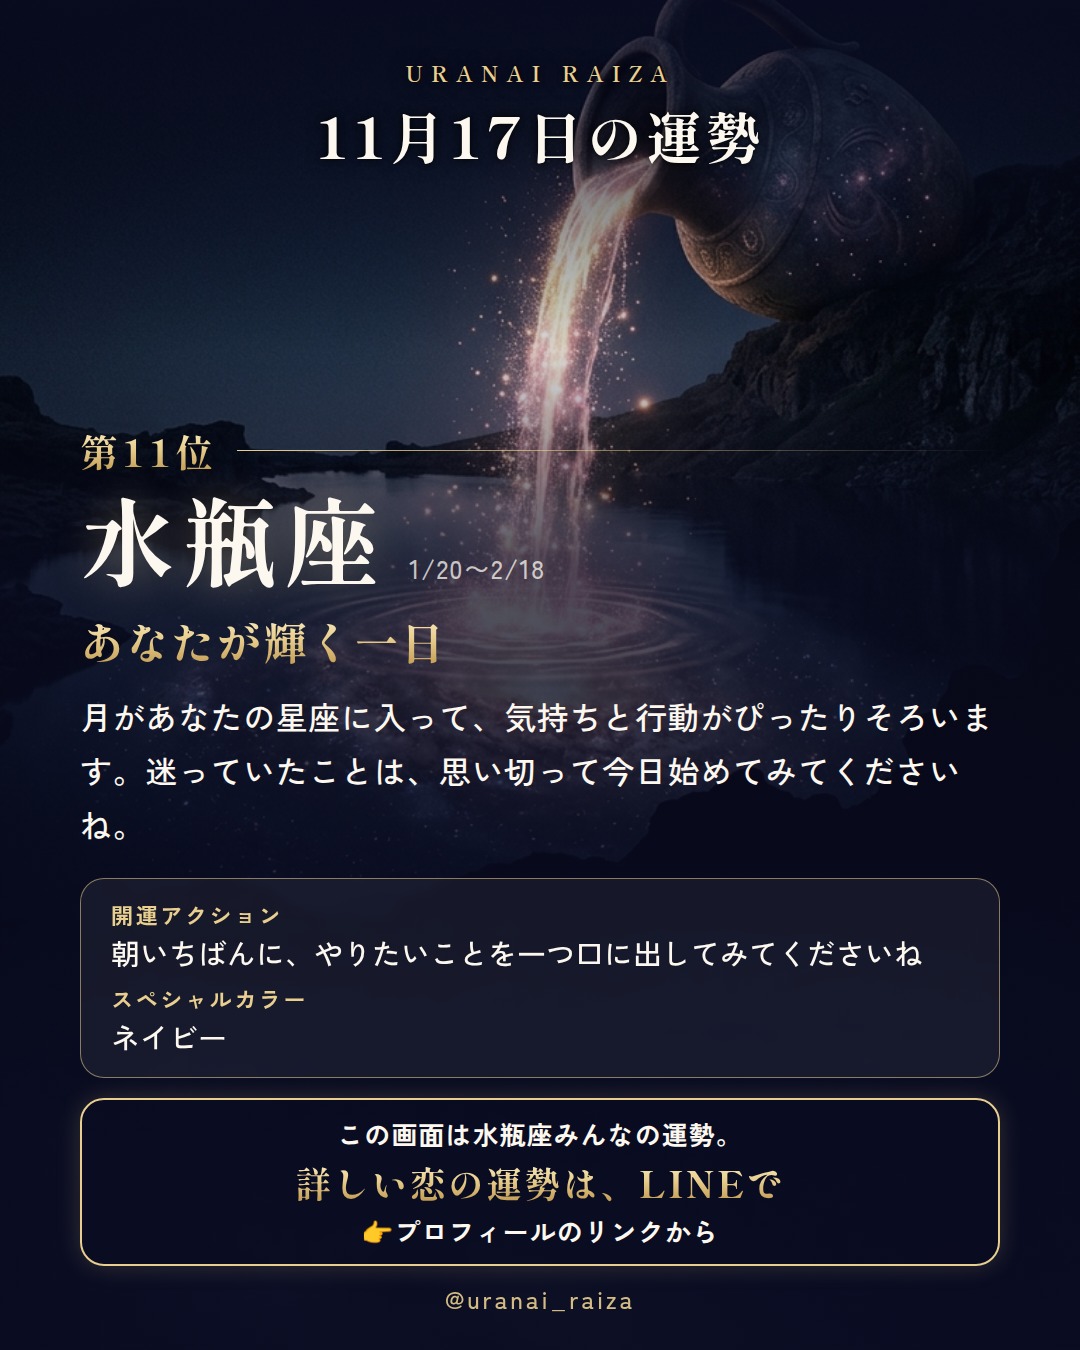 URANAI RAIZA
11月17日の運勢
第11位
水瓶座 1/20〜2/18
あなたが輝く一日
月があなたの星座に入って、気持ちと行動がぴったりそろいま
す。迷っていたことは、思い切って今日始めてみてください
ね。
開運アクション
朝いちばんに、やりたいことを一つ口に出してみてくださいね
スペシャルカラー
ネイビー
この画面は水瓶座みんなの運勢。
詳しい恋の運勢は、LINEで
👉プロフィールのリンクから
@uranai_raiza